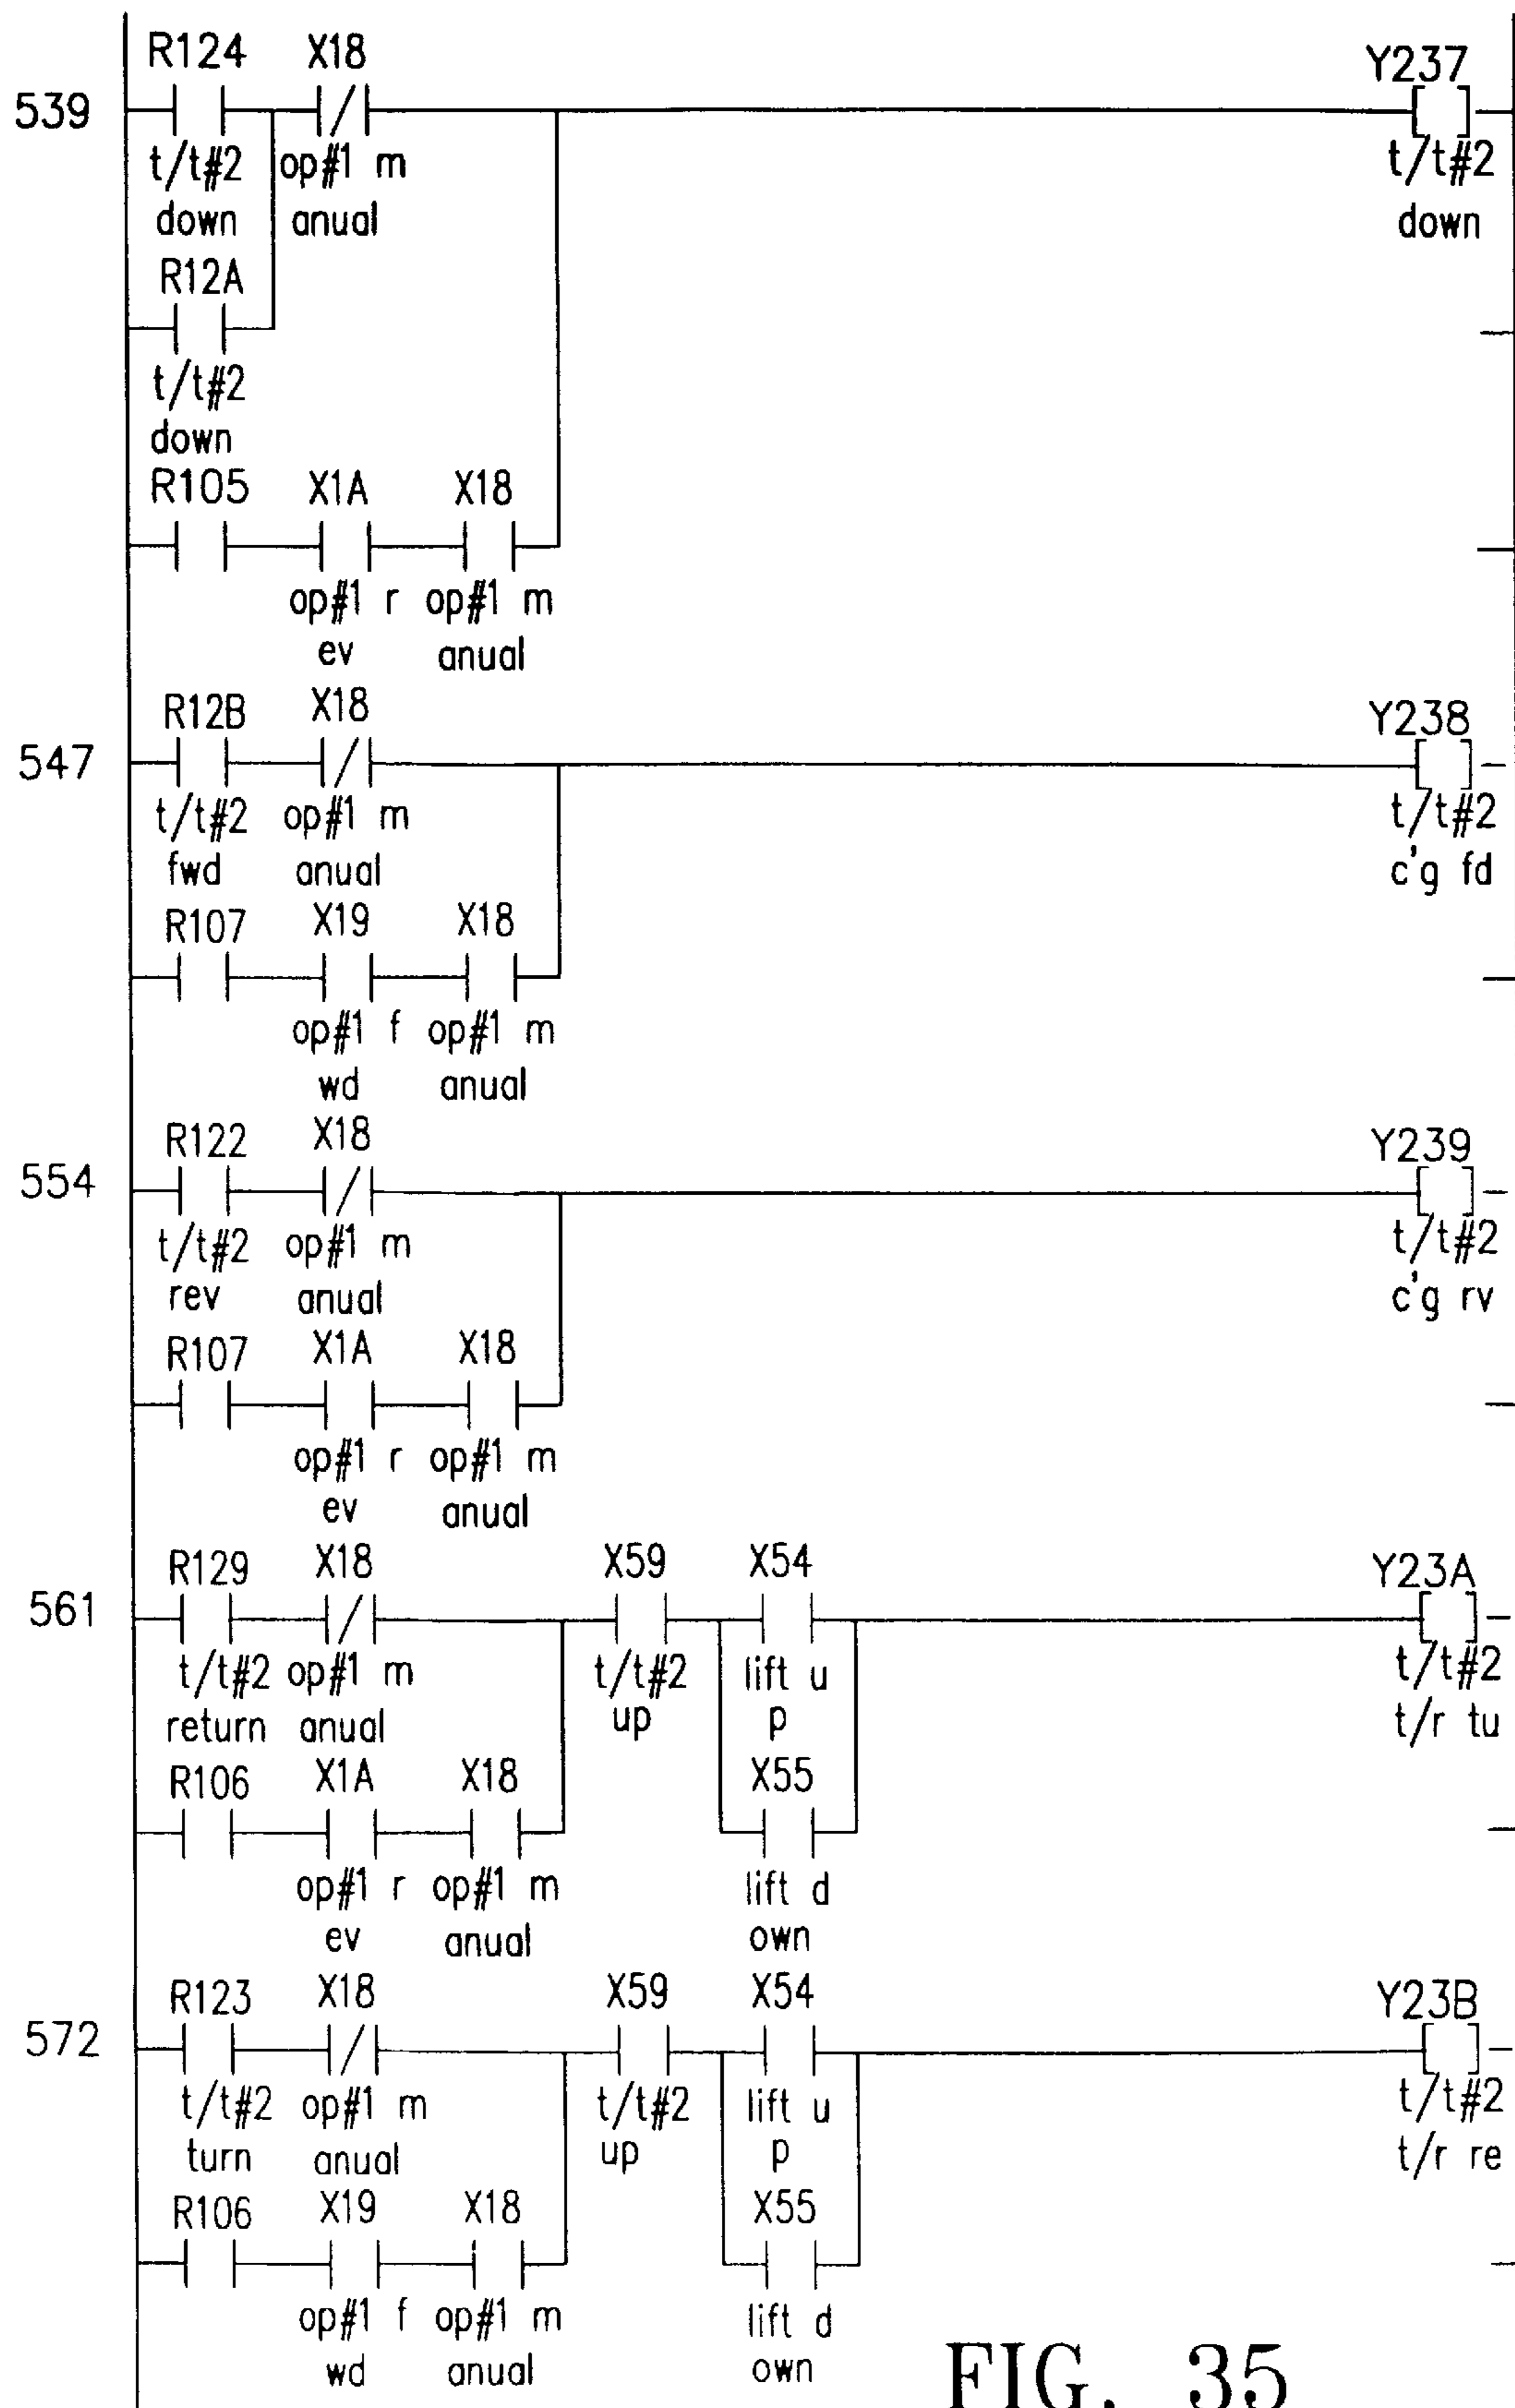 R124 X18 Y237
539
t/t#2 op#1 m t/t#2
down anual down
R12A
t/t#2
down
R105 X1A X18
op#1 r op#1 m
ev anual
R12B X18 Y238
547
t/t#2 op#1 m t/t#2
fwd anual c'g fd
R107 X19 X18
op#1 f op#1 m
wd anual
R122 X18 Y239
554
t/t#2 op#1 m t/t#2
rev anual c'g rv
R107 X1A X18
op#1 r op#1 m
ev anual
R129 X18 X59 X54 Y23A
561
t/t#2 op#1 m t/t#2 lift u t/t#2
return anual up p t/r tu
R106 X1A X18 X55
op#1 r op#1 m lift d
ev anual own
R123 X18 X59 X54 Y23B
572
t/t#2 op#1 m t/t#2 lift u t/t#2
turn anual up p t/r re
R106 X19 X18 X55
op#1 f op#1 m lift d
wd anual own
FIG. 35